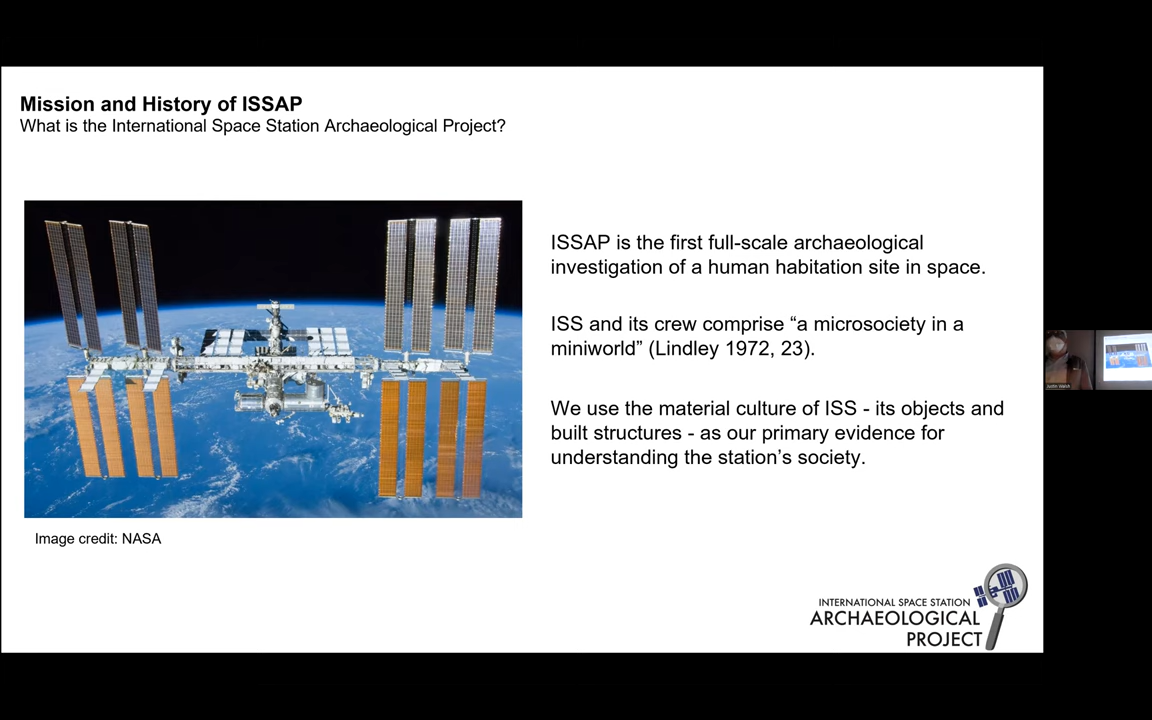 Mission and History of ISSAP
What is the International Space Station Archaeological Project?
ISSAP is the first full-scale archaeological
investigation of a human habitation site in space.
ISS and its crew comprise “a microsociety in a
miniworld” (Lindley 1972, 23).
We use the material culture of ISS - its objects and
built structures - as our primary evidence for
understanding the station’s society.
Image credit: NASA
INTERNATIONAL SPACE STATION
ARCHAEOLOGICAL
PROJECT
Justin Walsh